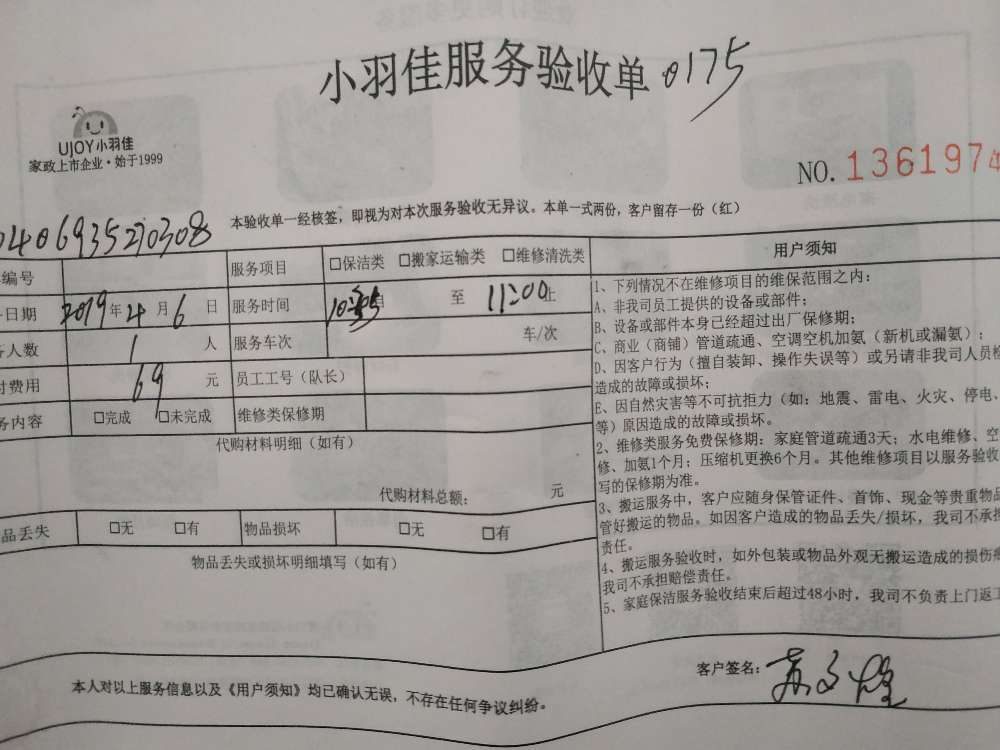 小羽佳服务验收单 0175
UJOY小羽佳
家政上市企业·始于1999
NO. 136197
本验收单一经核签，即视为对本次服务验收无异议。本单一式两份，客户留存一份（红）
0406935270308
编号 服务项目 □保洁类 □搬家运输类 □维修清洗类
日期 2019年4月6日 服务时间 至 11:00
人数 1 人 服务车次 车/次
费用 69 元 员工工号（队长）
务内容 □完成 □未完成 维修类保修期
代购材料明细（如有）
代购材料总额： 元
品丢失 □无 □有 物品损坏 □无 □有
物品丢失或损坏明细填写（如有）
用户须知
1、下列情况不在维修项目的维保范围之内：
A、非我司员工提供的设备或部件；
B、设备或部件本身已经超过出厂保修期；
C、商业（商铺）管道疏通、空调空机加氨（新机或漏氨）；
D、因客户行为（擅自装卸、操作失误等）或另请非我司人员检
造成的故障或损坏；
E、因自然灾害等不可抗拒力（如：地震、雷电、火灾、停电、
等）原因造成的故障或损坏。
2、维修类服务免费保修期：家庭管道疏通3天；水电维修、空
修、加氨1个月；压缩机更换6个月。其他维修项目以服务验收
写的保修期为准。
3、搬运服务中，客户应随身保管证件、首饰、现金等贵重物品
管好搬运的物品。如因客户造成的物品丢失/损坏，我司不承担
责任。
4、搬运服务验收时，如外包装或物品外观无搬运造成的损伤痕
我司不承担赔偿责任。
5、家庭保洁服务验收结束后超过48小时，我司不负责上门返工
本人对以上服务信息以及《用户须知》均已确认无误，不存在任何争议纠纷。
客户签名：